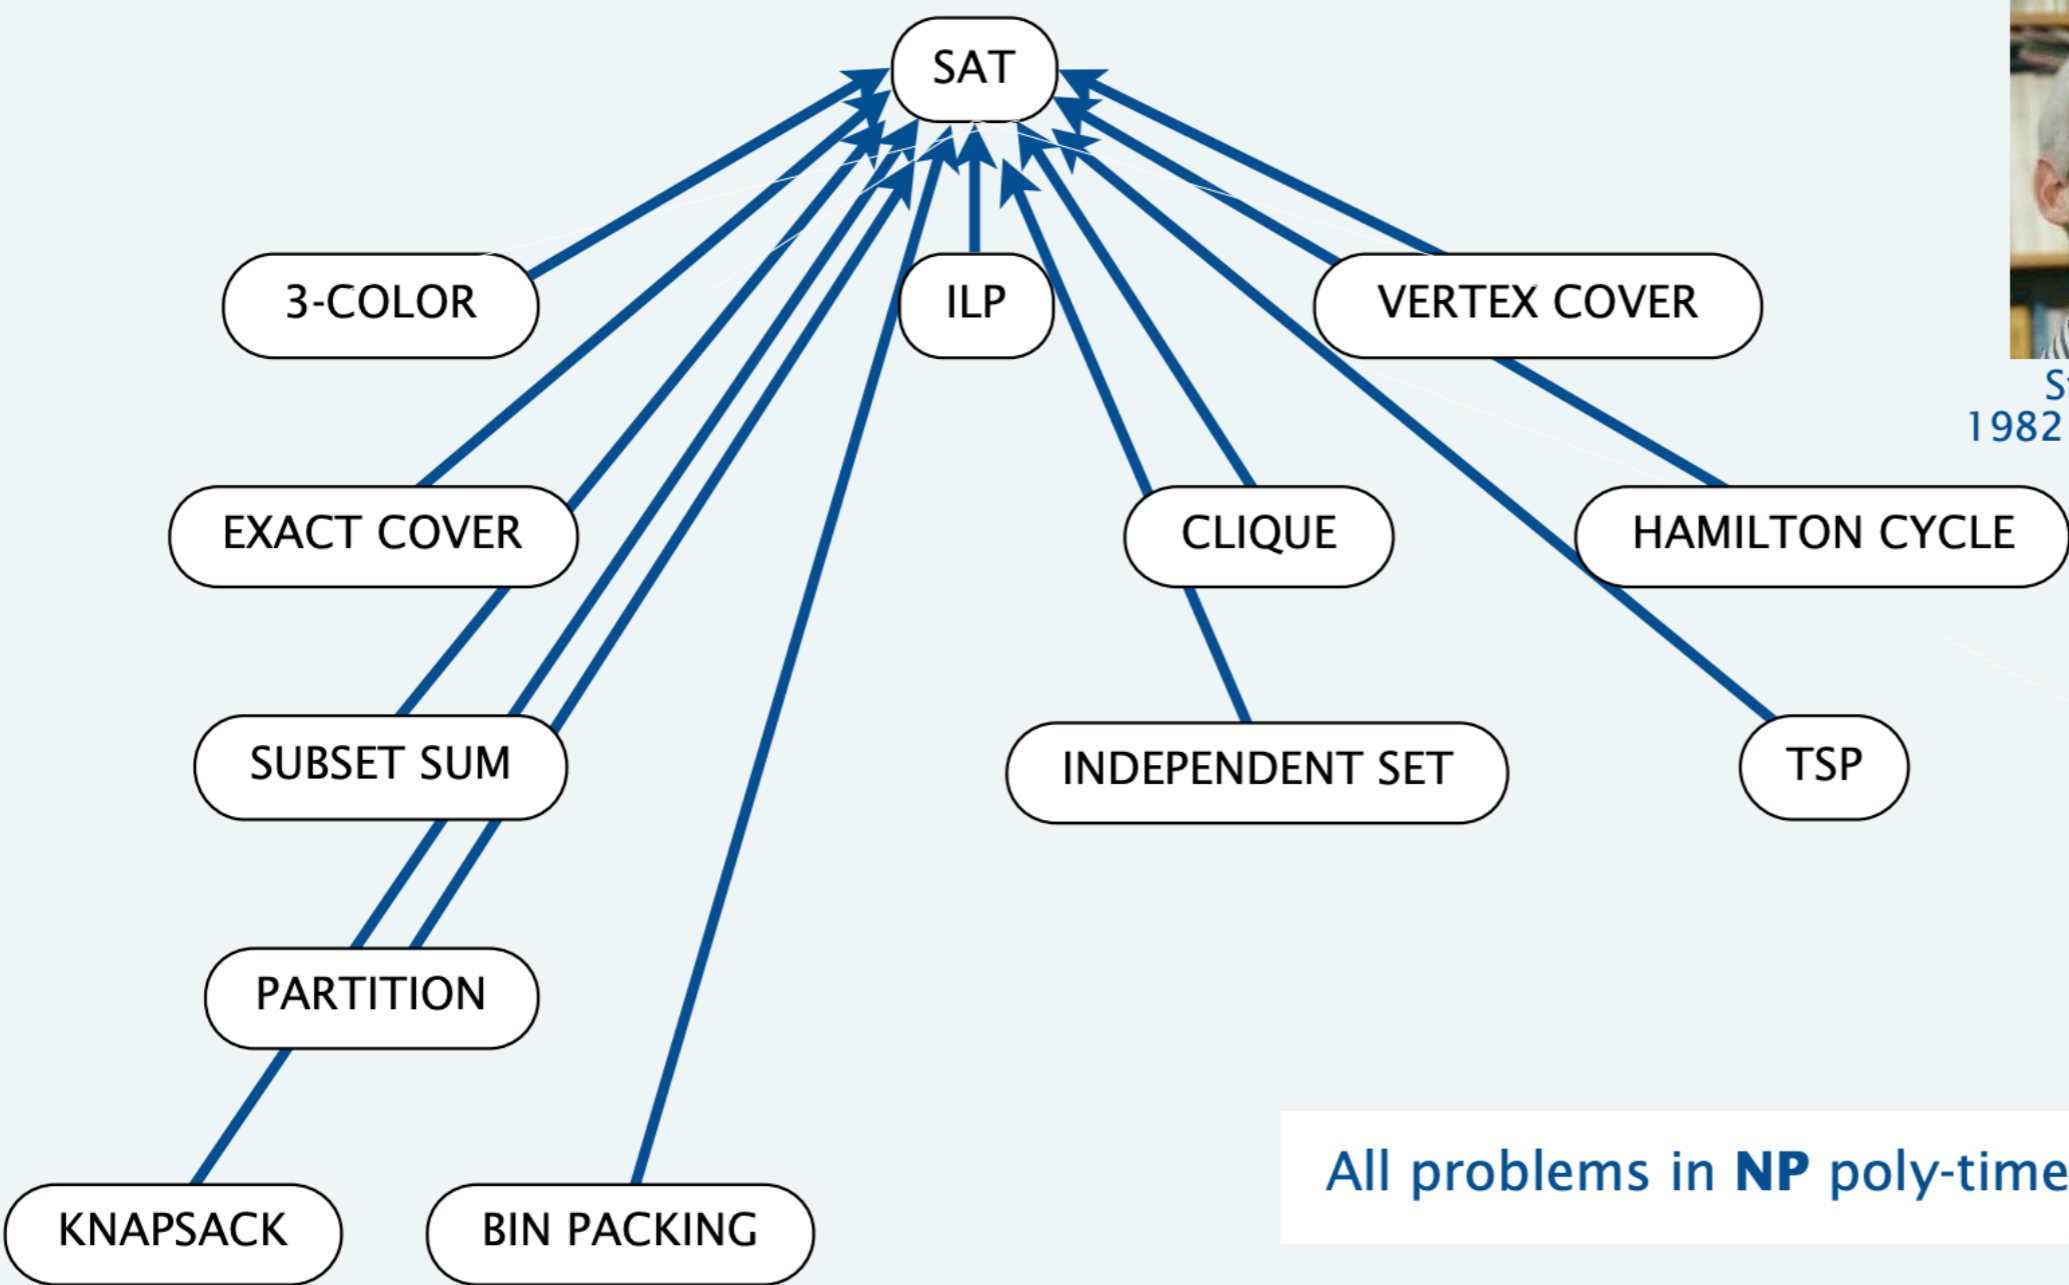 SAT
3-COLOR
ILP
VERTEX COVER
1982
EXACT COVER
CLIQUE
HAMILTON CYCLE
SUBSET SUM
INDEPENDENT SET
TSP
PARTITION
All problems in NP poly-time
KNAPSACK
BIN PACKING